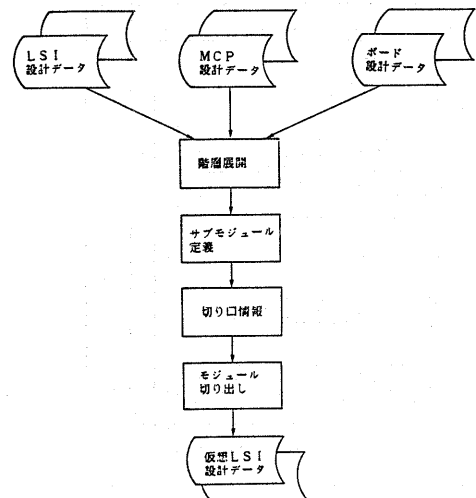 LSI
設計データ
MCP
設計データ
ボード
設計データ
階層展開
サブモジュール
定義
切り口情報
モジュール
切り出し
仮想LSI
設計データ